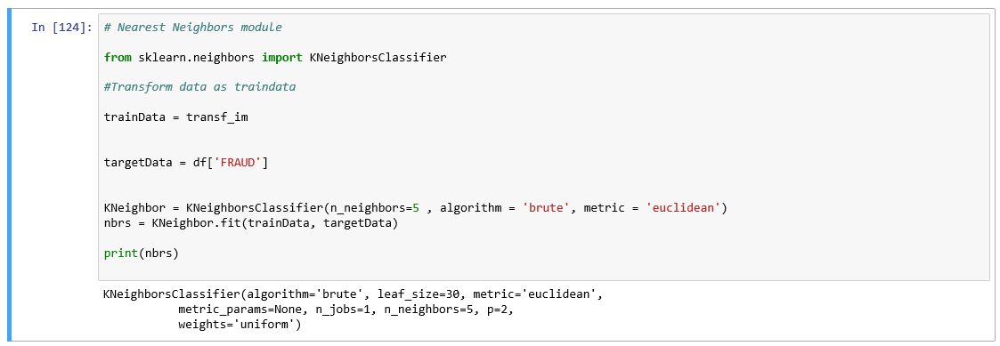 In [124]:
# Nearest Neighbors module
from sklearn.neighbors import KNeighborsClassifier
#Transform data as traindata
trainData = transf_im
targetData = df['FRAUD']
KNeighbor = KNeighborsClassifier(n_neighbors=5 , algorithm = 'brute', metric = 'euclidean')
nbrs = KNeighbor.fit(trainData, targetData)
print(nbrs)
KNeighborsClassifier(algorithm='brute', leaf_size=30, metric='euclidean',
metric_params=None, n_jobs=1, n_neighbors=5, p=2,
weights='uniform')